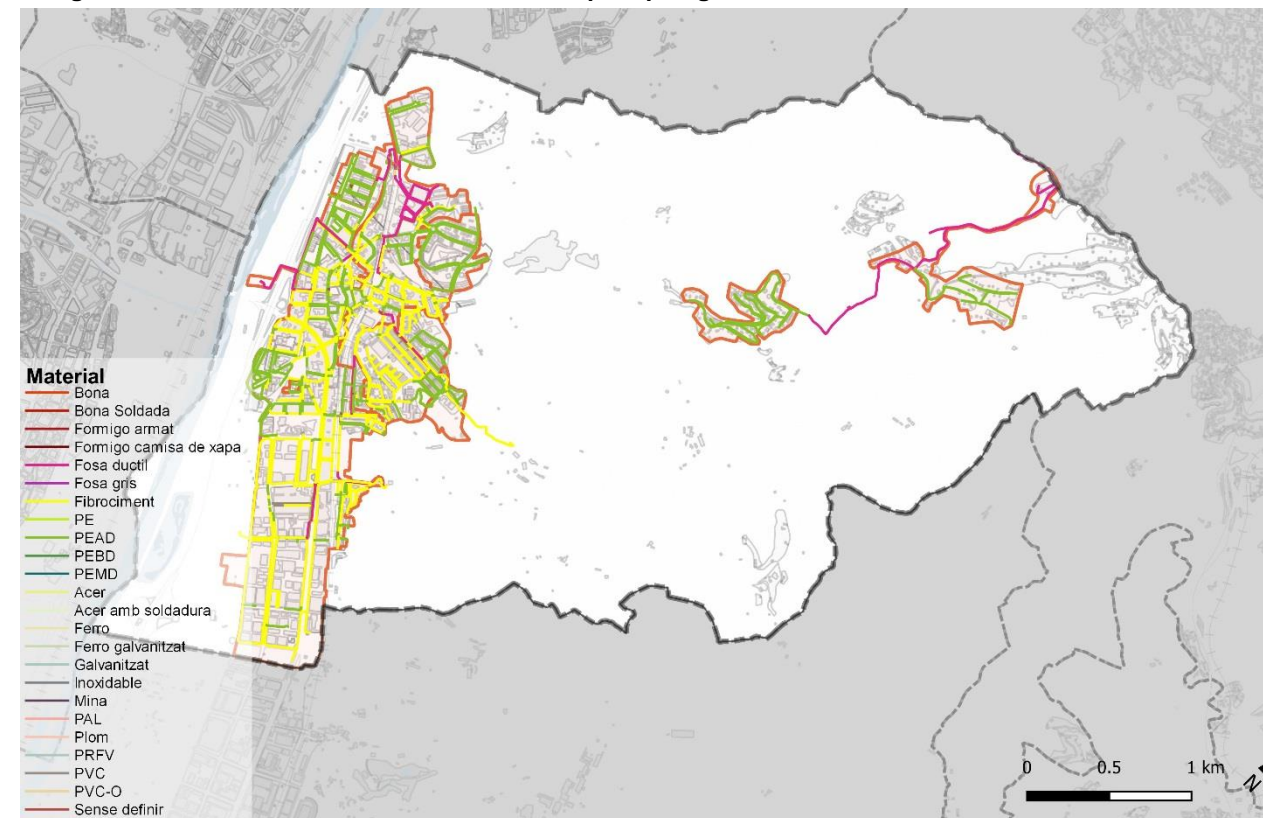 Material
Bona
Bona Soldada
Formigo armat
Formigo camisa de xapa
Fosa ductil
Fosa gris
Fibrociment
PE
PEAD
PEBD
PEMD
Acer
Acer amb soldadura
Ferro
Ferro galvanitzat
Galvanitzat
Inoxidable
Mina
PAL
Plom
PRFV
PVC
PVC-O
Sense definir
0 0.5 1 km
N